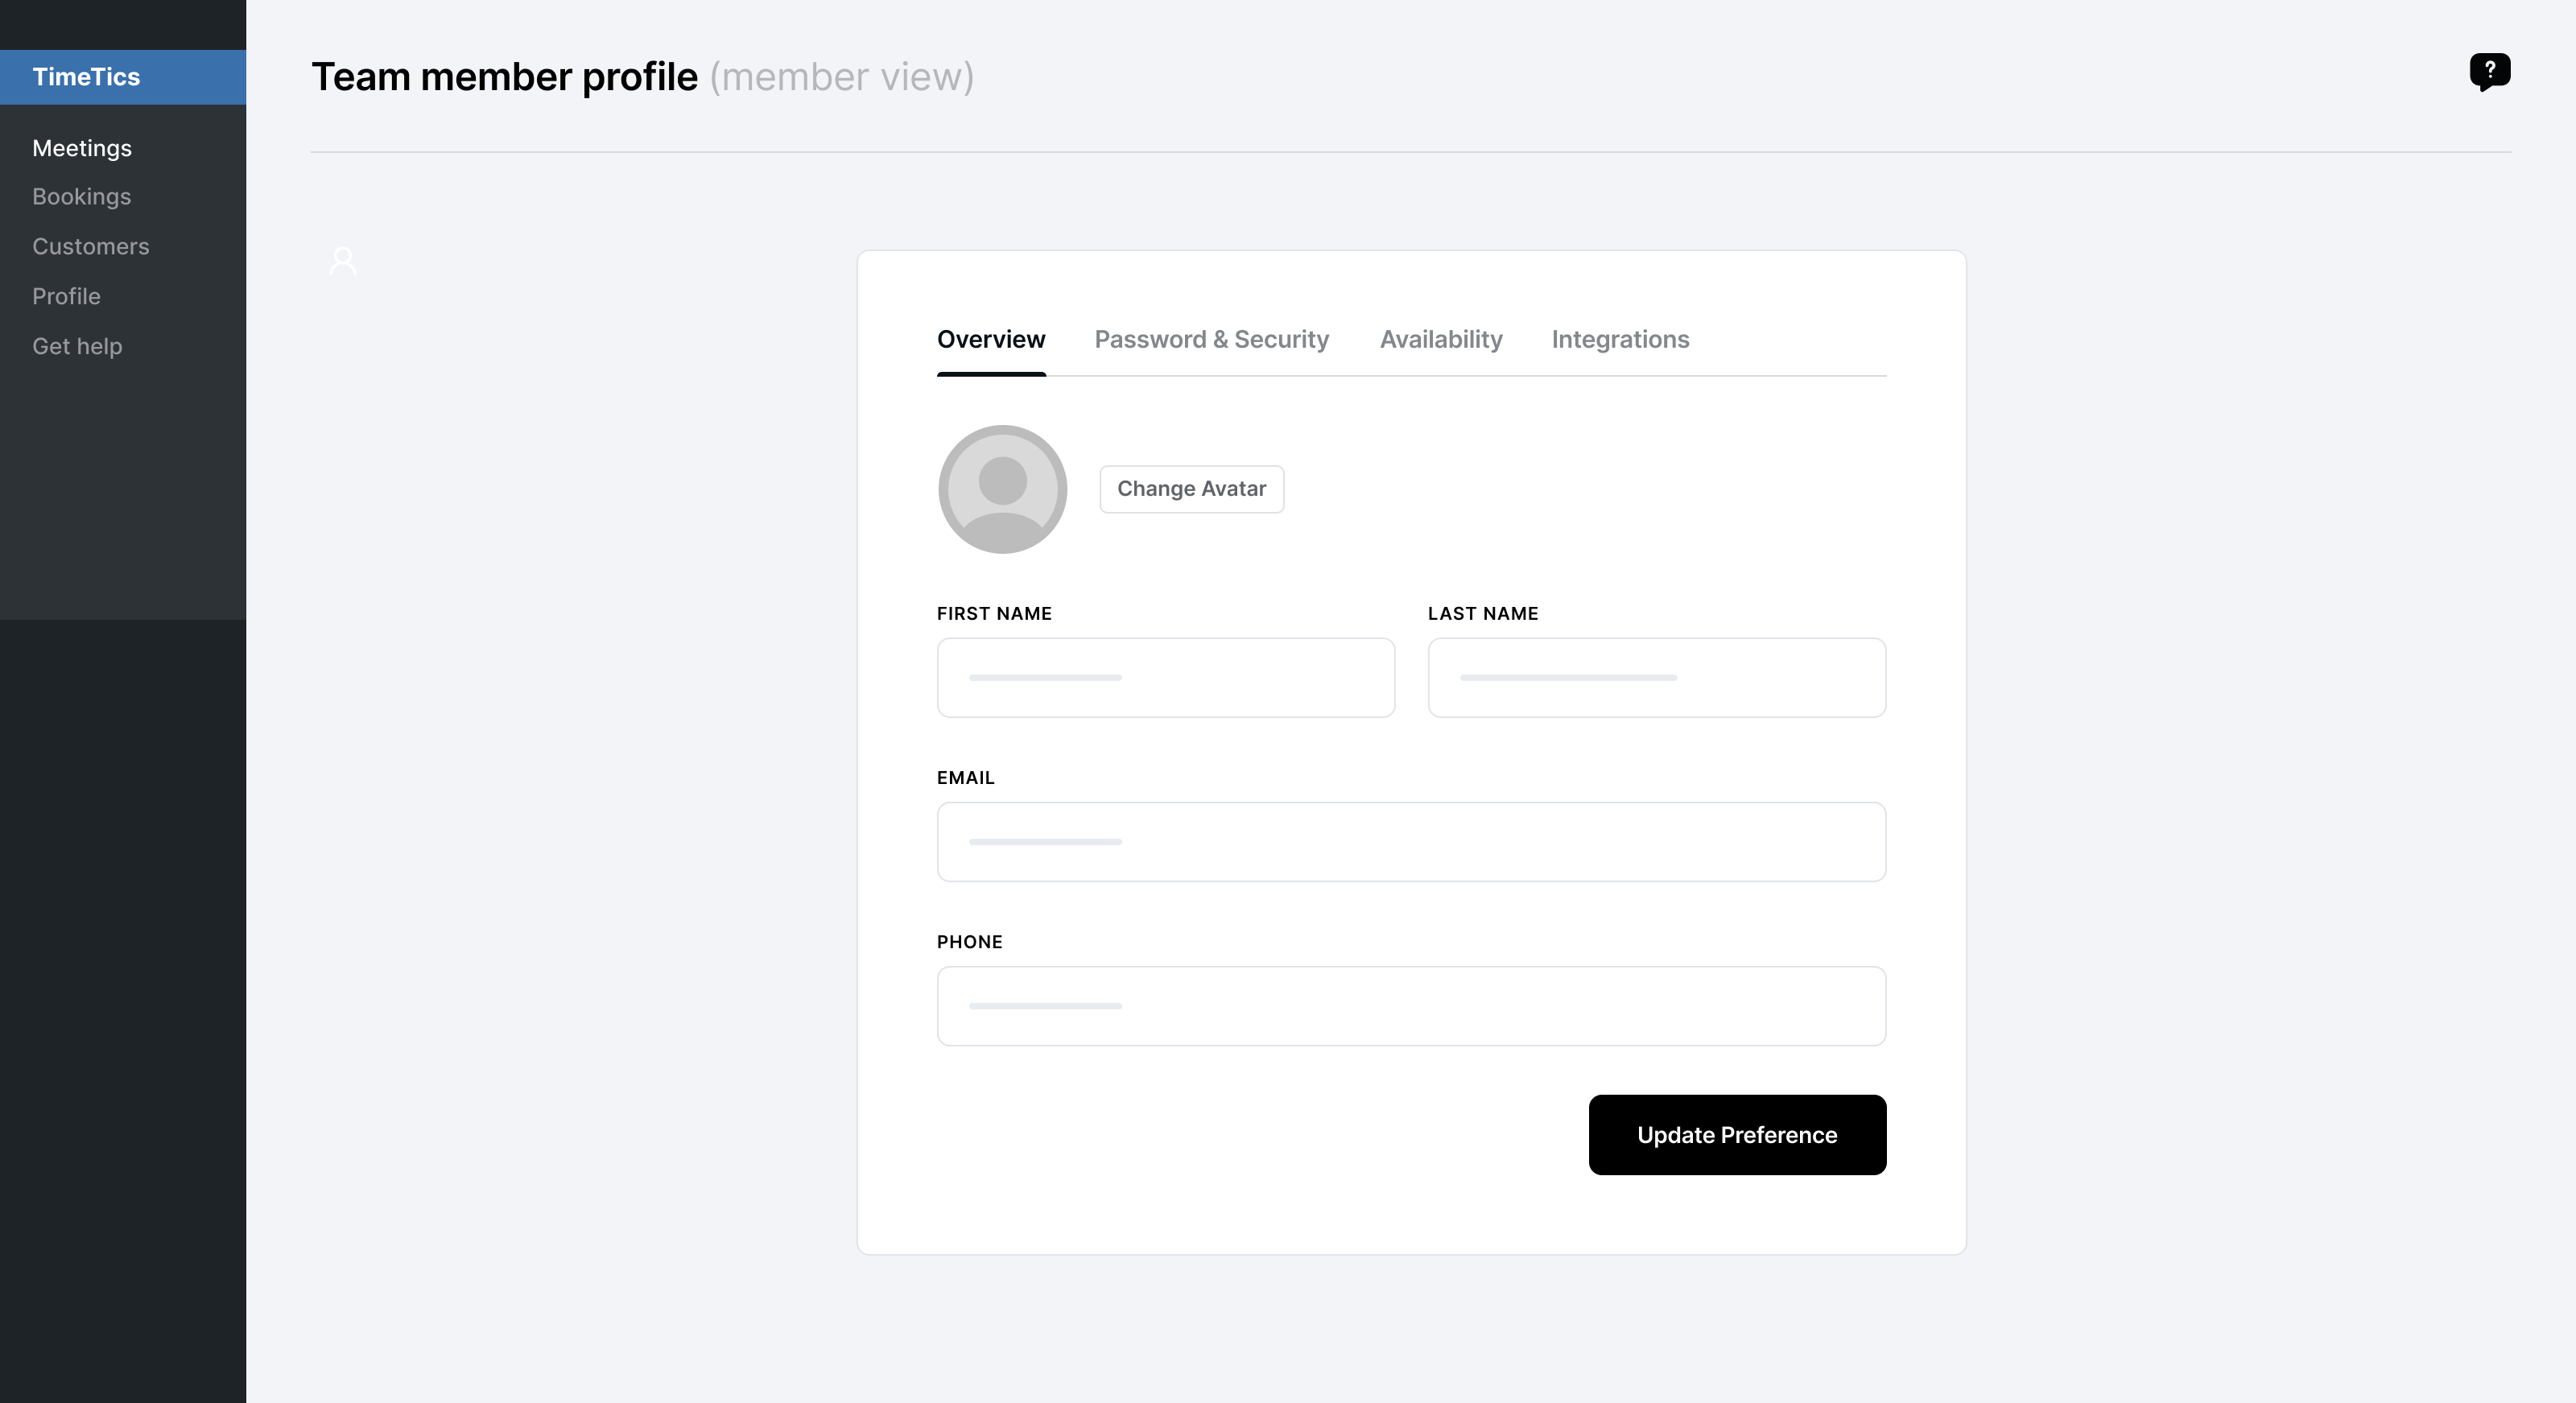 TimeTics
Meetings
Bookings
Customers
Profile
Get help
Team member profile (member view)
?
Overview Password & Security Availability Integrations
Change Avatar
FIRST NAME LAST NAME
EMAIL
PHONE
Update Preference